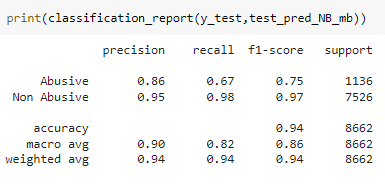 print(classification_report(y_test,test_pred_NB_mb))
precision recall f1-score support
Abusive 0.86 0.67 0.75 1136
Non Abusive 0.95 0.98 0.97 7526
accuracy 0.94 8662
macro avg 0.90 0.82 0.86 8662
weighted avg 0.94 0.94 0.94 8662